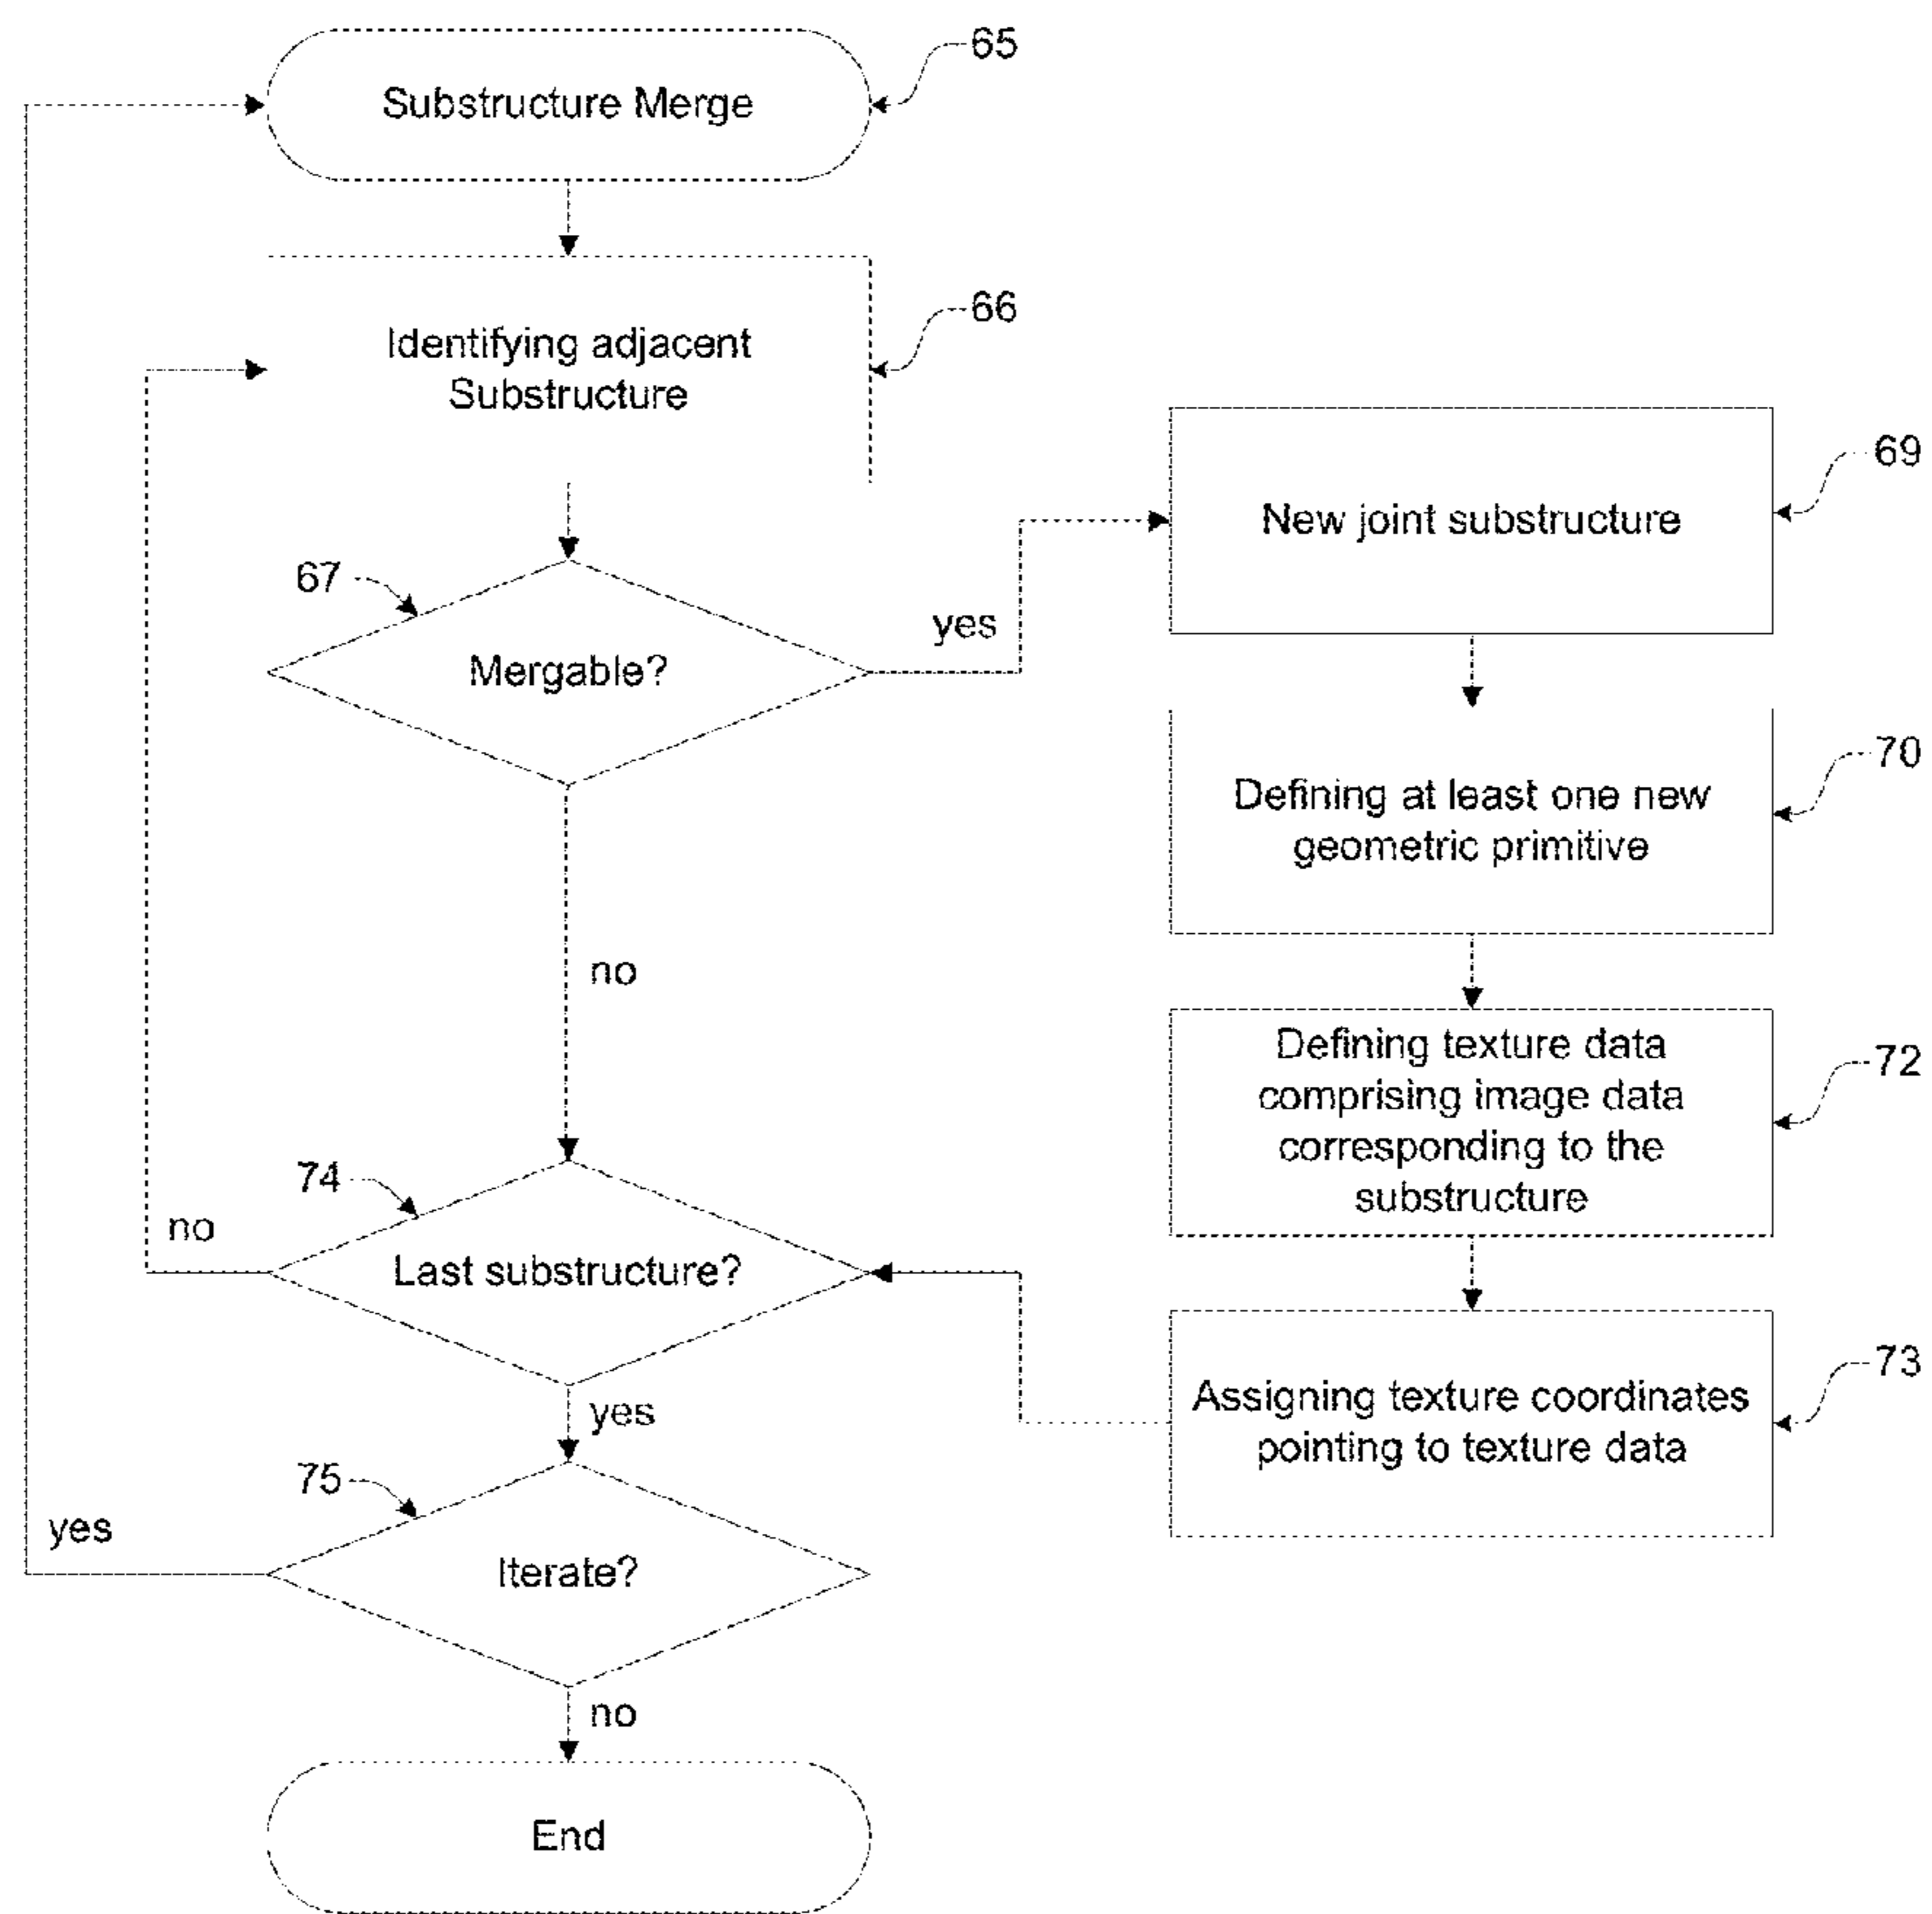 Substructure Merge
65
Identifying adjacent
Substructure
66
67
Mergable?
yes
no
New joint substructure
69
Defining at least one new
geometric primitive
70
Defining texture data
comprising image data
corresponding to the
substructure
72
Assigning texture coordinates
pointing to texture data
73
74
Last substructure?
no
yes
75
Iterate?
yes
no
End